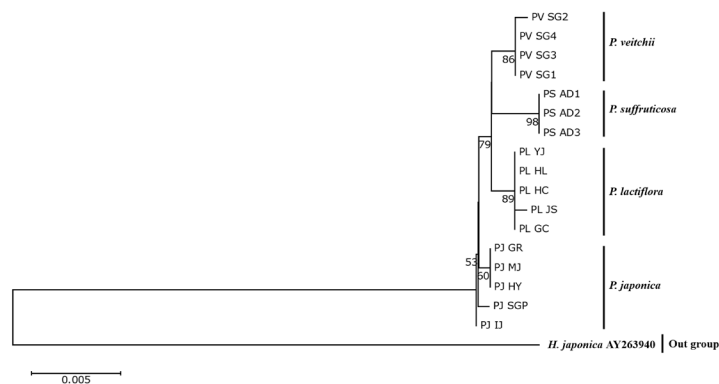 PV SG2
PV SG4
P. veitchii
86
PV SG3
PV SG1
PS AD1
PS AD2
P. suffruticosa
98
PS AD3
79
PL YJ
PL HL
PL HC
P. lactiflora
89
PL JS
PL GC
PJ GR
53
PJ MJ
60
PJ HY
P. japonica
PJ SGP
PJ IJ
H. japonica AY263940 Out group
0.005